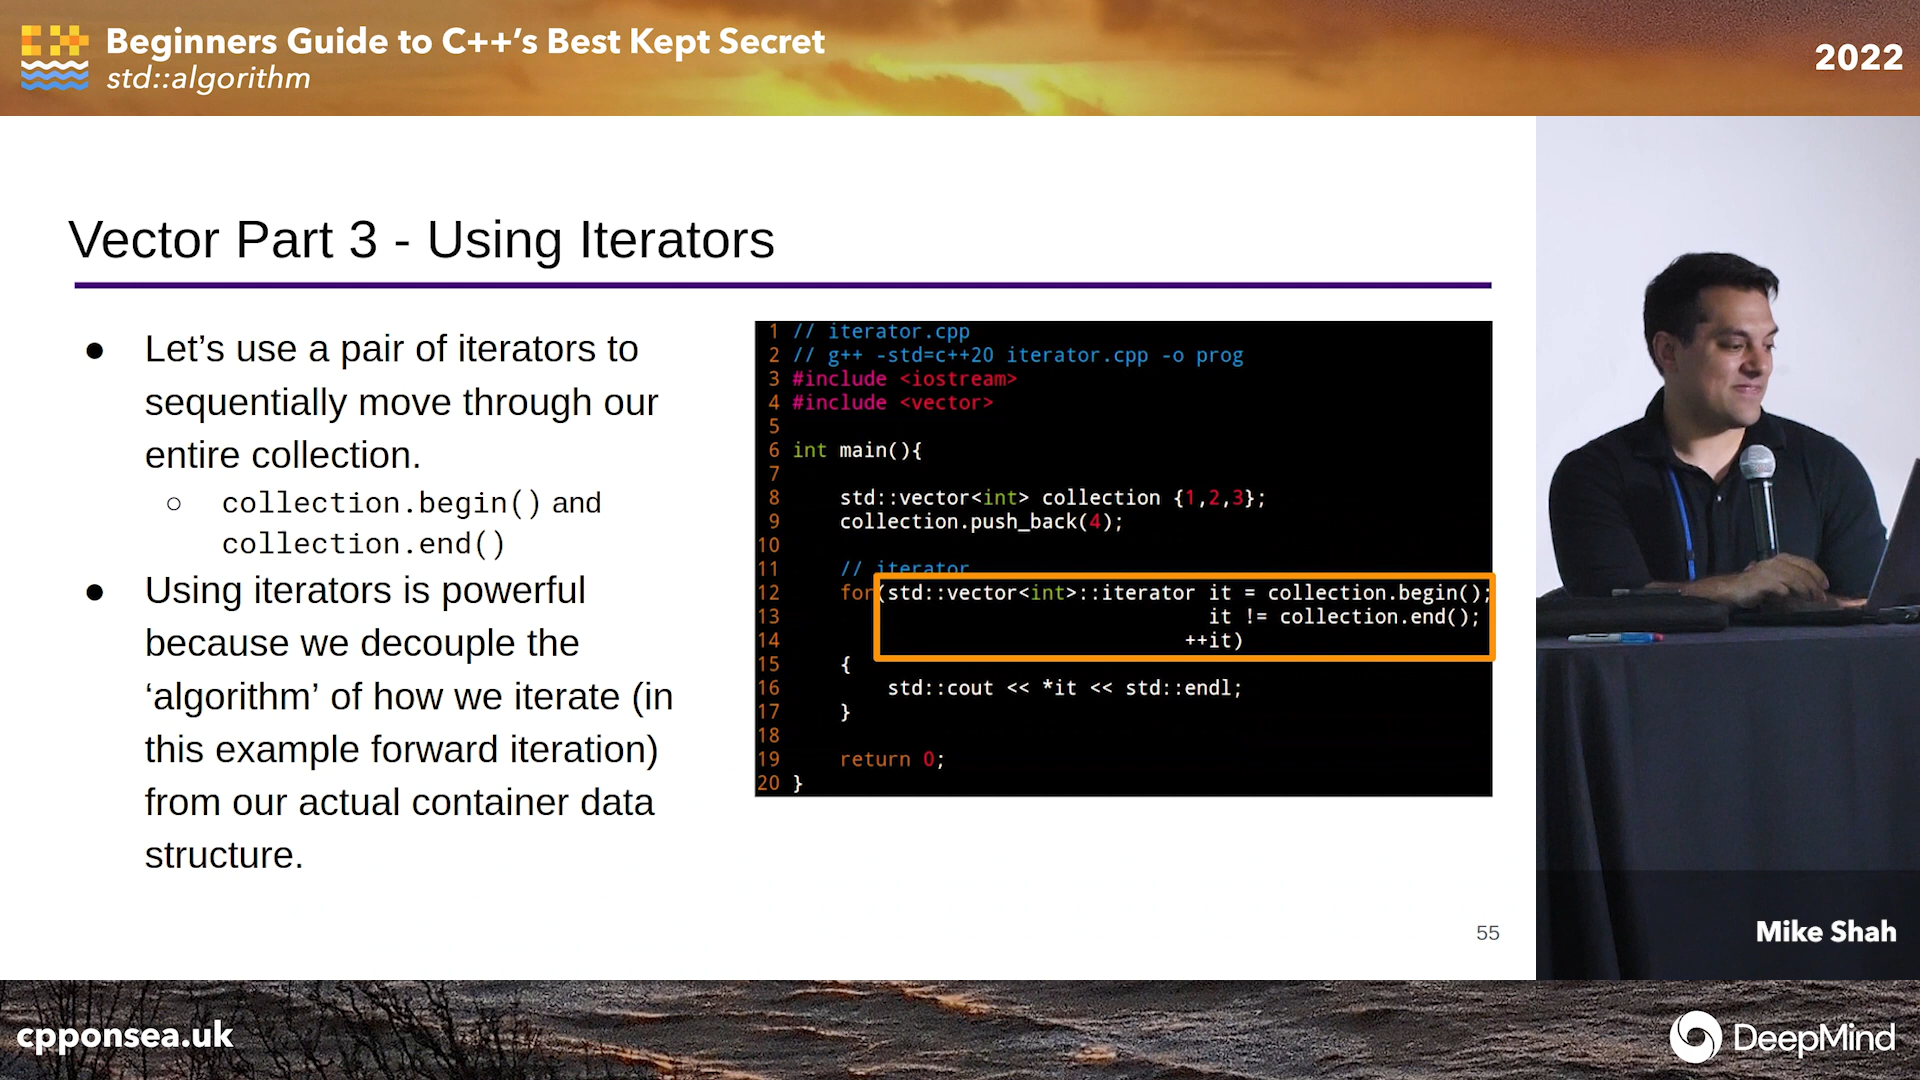 Beginners Guide to C++’s Best Kept Secret
std::algorithm
2022
Vector Part 3 - Using Iterators
● Let’s use a pair of iterators to
sequentially move through our
entire collection.
○ collection.begin() and
collection.end()
● Using iterators is powerful
because we decouple the
‘algorithm’ of how we iterate (in
this example forward iteration)
from our actual container data
structure.
1 // iterator.cpp
2 // g++ -std=c++20 iterator.cpp -o prog
3 #include <iostream>
4 #include <vector>
5
6 int main(){
7
8     std::vector<int> collection {1,2,3};
9     collection.push_back(4);
10
11     // iterator
12     for(std::vector<int>::iterator it = collection.begin();
13                                    it != collection.end();
14                                  ++it)
15     {
16         std::cout << *it << std::endl;
17     }
18
19     return 0;
20 }
55
Mike Shah
cpponsea.uk
DeepMind